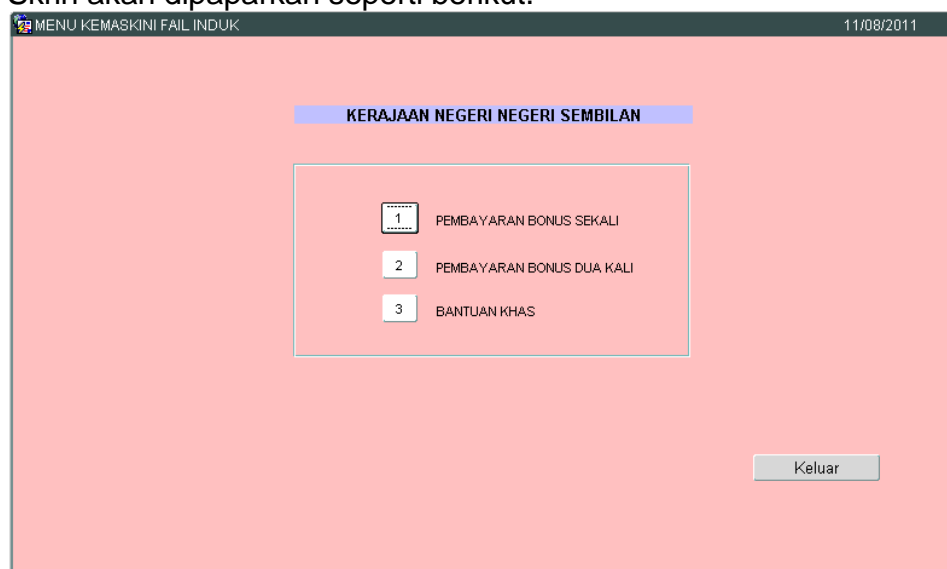 Skrin akan dipaparkan seperti berikut:
MENU KEMASKINI FAIL INDUK 11/08/2011
KERAJAAN NEGERI NEGERI SEMBILAN
1 PEMBAYARAN BONUS SEKALI
2 PEMBAYARAN BONUS DUA KALI
3 BANTUAN KHAS
Keluar